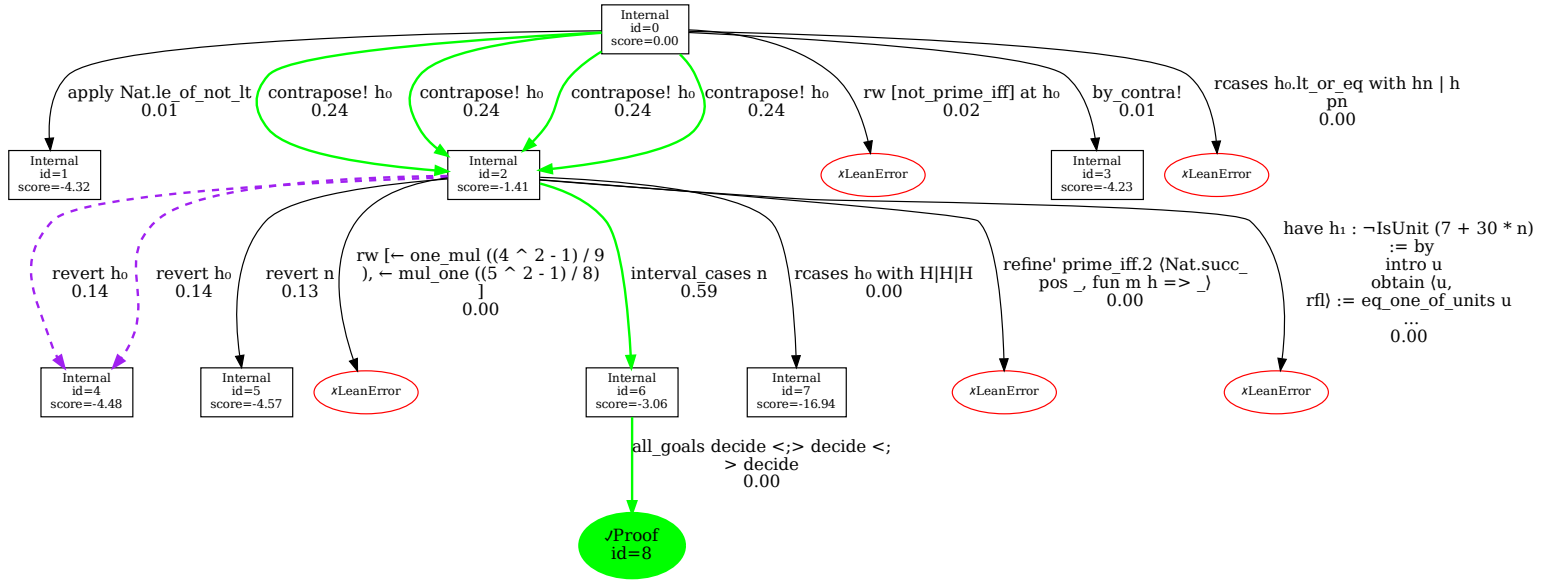 Internal
id=0
score=0.00
apply Nat.le_of_not_lt
0.01
contrapose! h₀
0.24
contrapose! h₀
0.24
contrapose! h₀
0.24
contrapose! h₀
0.24
rw [not_prime_iff] at h₀
0.02
by_contra!
0.01
rcases h₀.lt_or_eq with hn | h
pn
0.00
Internal
id=1
score=-4.32
Internal
id=2
score=-1.41
✗LeanError
Internal
id=3
score=-4.23
✗LeanError
revert h₀
0.14
revert h₀
0.14
revert n
0.13
rw [← one_mul ((4 ^ 2 - 1) / 9
), ← mul_one ((5 ^ 2 - 1) / 8)
]
0.00
interval_cases n
0.59
rcases h₀ with H|H|H
0.00
refine' prime_iff.2 ⟨Nat.succ_
pos _, fun m h => _⟩
0.00
have h₁ : ¬IsUnit (7 + 30 * n)
:= by
intro u
obtain ⟨u,
rfl⟩ := eq_one_of_units u
...
0.00
Internal
id=4
score=-4.48
Internal
id=5
score=-4.57
✗LeanError
Internal
id=6
score=-3.06
Internal
id=7
score=-16.94
✗LeanError
✗LeanError
all_goals decide <;> decide <;
> decide
0.00
✓Proof
id=8